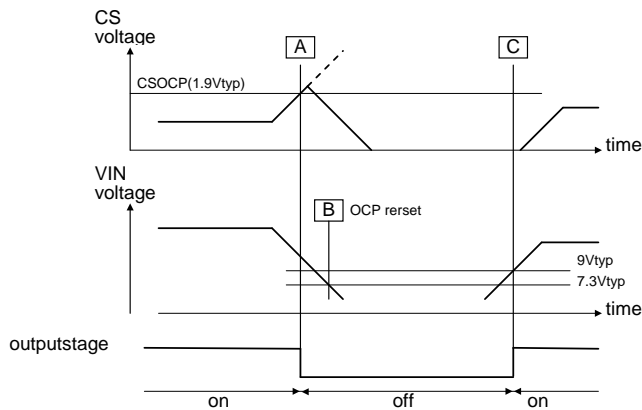 CS
voltage
A
C
CSOCP(1.9Vtyp)
time
VIN
voltage
B OCP rerset
9Vtyp
7.3Vtyp
time
outputstage
on
off
on